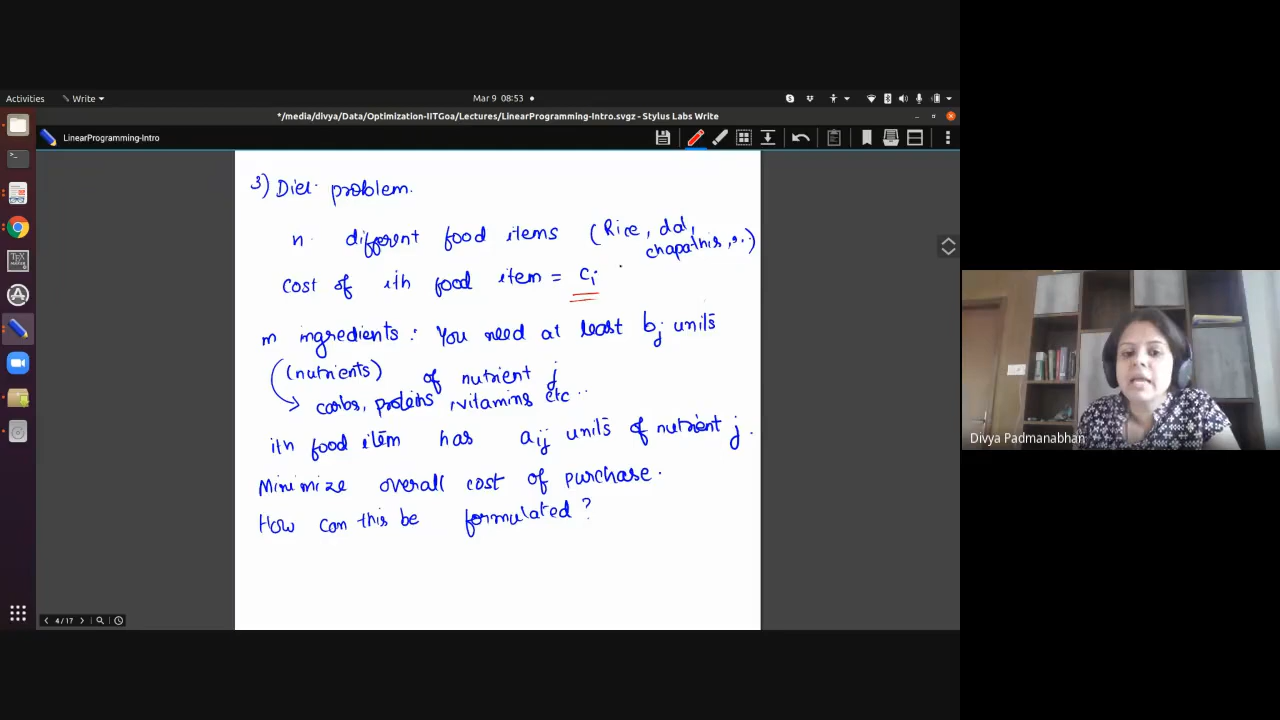 Activities
Write
Mar 9 08:53
*/media/divya/Data/Optimization-IITGoa/Lectures/LinearProgramming-Intro.svgz - Stylus Labs Write
LinearProgramming-Intro
3) Diet problem.
n different food items (Rice, dal,
chapathis, ...)
cost of ith food item = ci
m ingredients : You need at least bj units
(nutrients) of nutrient j
carbs, proteins, vitamins etc ..
ith food item has aij units of nutrient j.
Minimize overall cost of purchase.
How can this be formulated?
4/17
Divya Padmanabhan